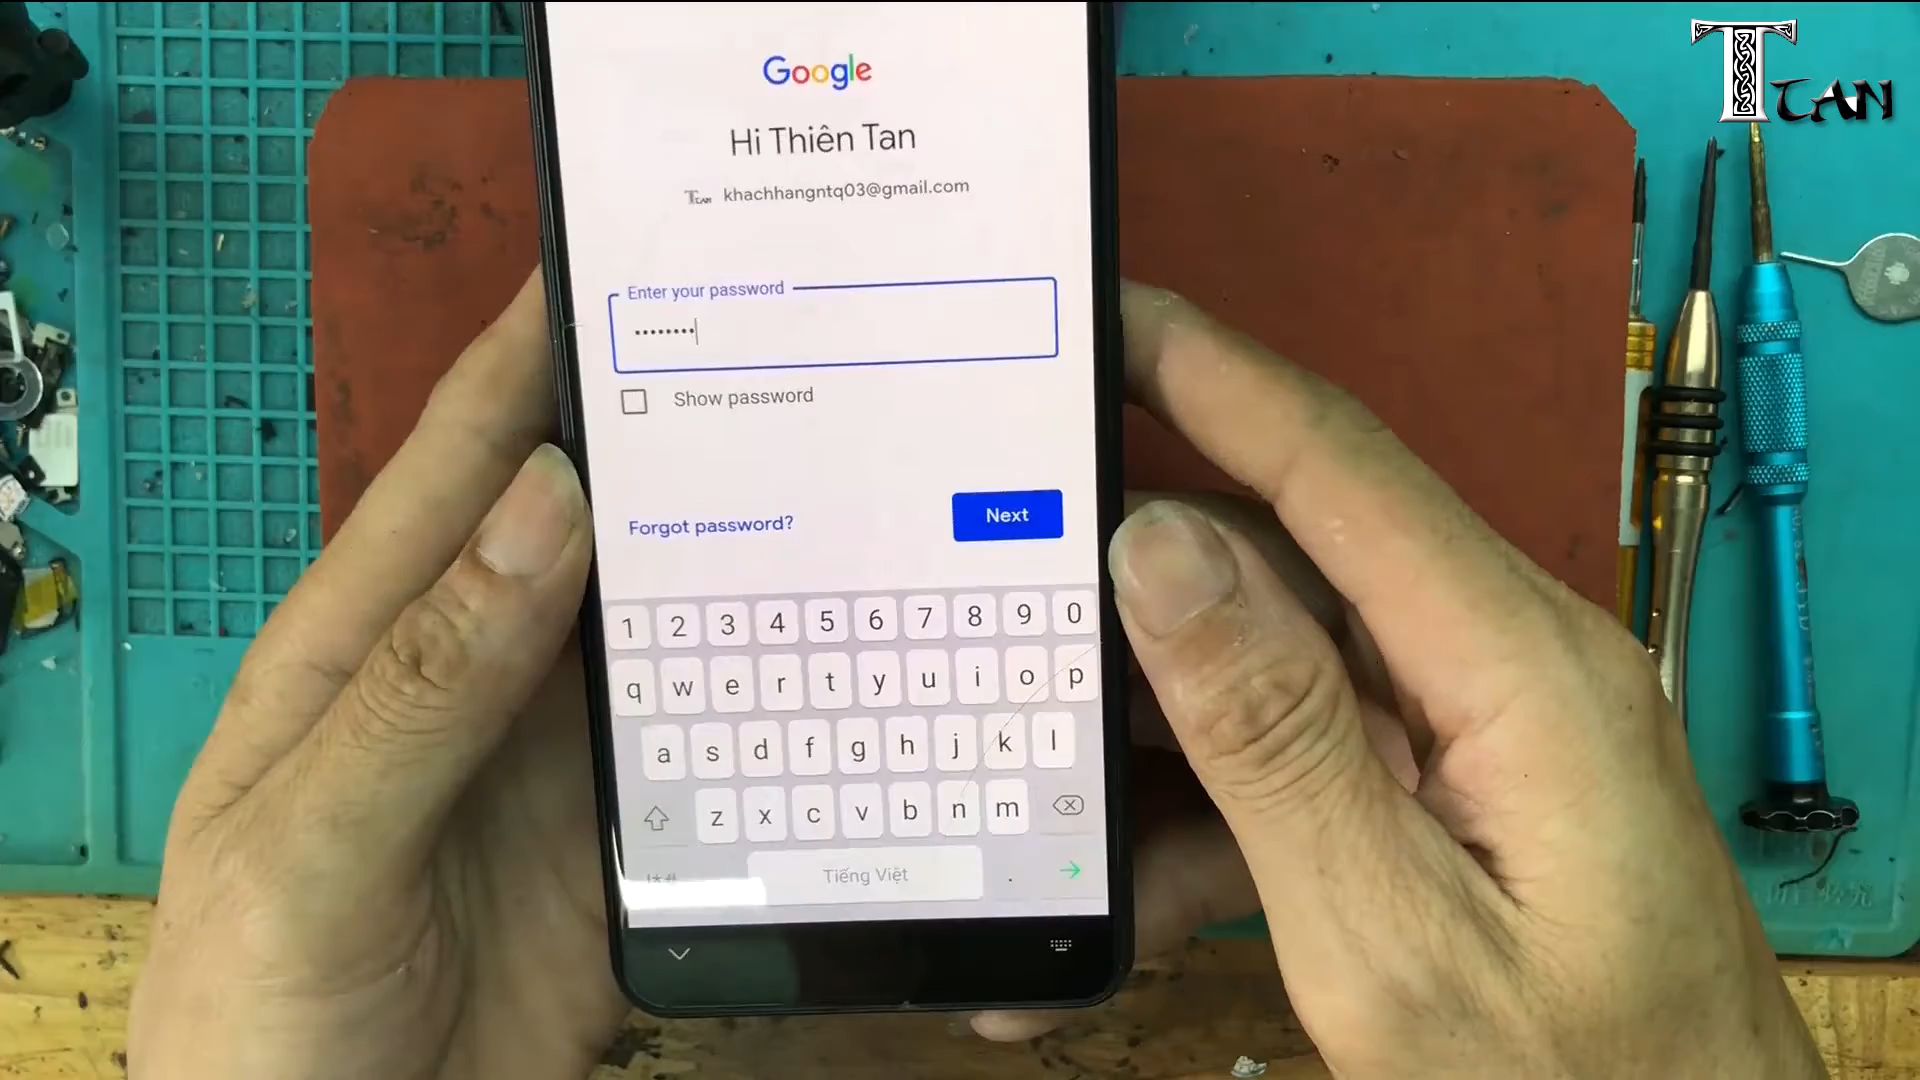 Google
Hi Thiên Tan
khachhangntq03@gmail.com
Enter your password
••••••••
Show password
Forgot password?
Next
1 2 3 4 5 6 7 8 9 0
q w e r t y u i o p
a s d f g h j k l
z x c v b n m
!*# Tiếng Việt .
TTAN